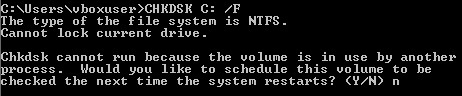 C:\Users\vboxuser>CHKDSK C: /F
The type of the file system is NTFS.
Cannot lock current drive.

Chkdsk cannot run because the volume is in use by another
process.  Would you like to schedule this volume to be
checked the next time the system restarts? (Y/N) n